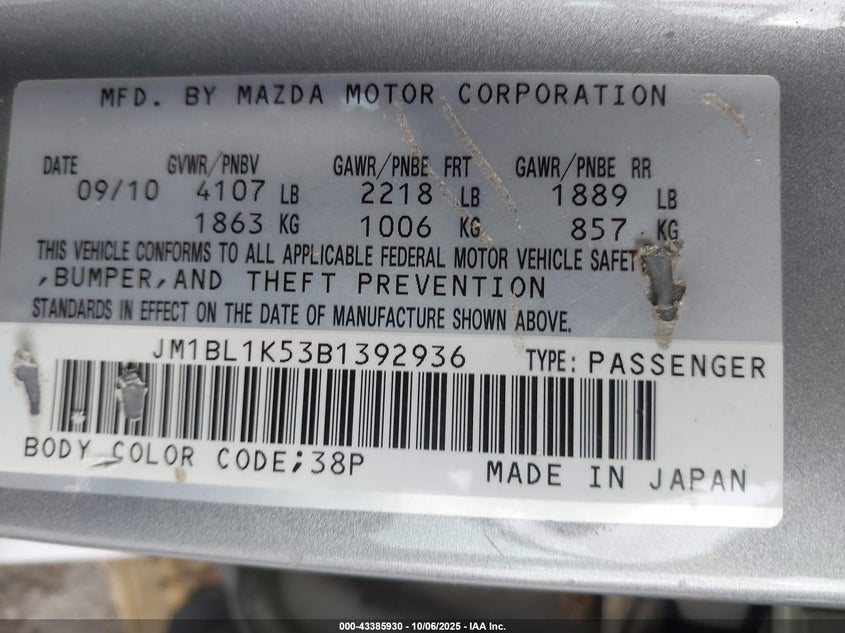 MFD. BY MAZDA MOTOR CORPORATION
DATE GVWR/PNBV GAWR/PNBE FRT GAWR/PNBE RR
09/10 4107 LB 2218 LB 1889 LB
1863 KG 1006 KG 857 KG
THIS VEHICLE CONFORMS TO ALL APPLICABLE FEDERAL MOTOR VEHICLE SAFET
,BUMPER,AND THEFT PREVENTION
STANDARDS IN EFFECT ON THE DATE OF MANUFACTURE SHOWN ABOVE.
JM1BL1K53B1392936 TYPE: PASSENGER
BODY COLOR CODE;38P MADE IN JAPAN
000-43385930 - 10/06/2025 - IAA Inc.